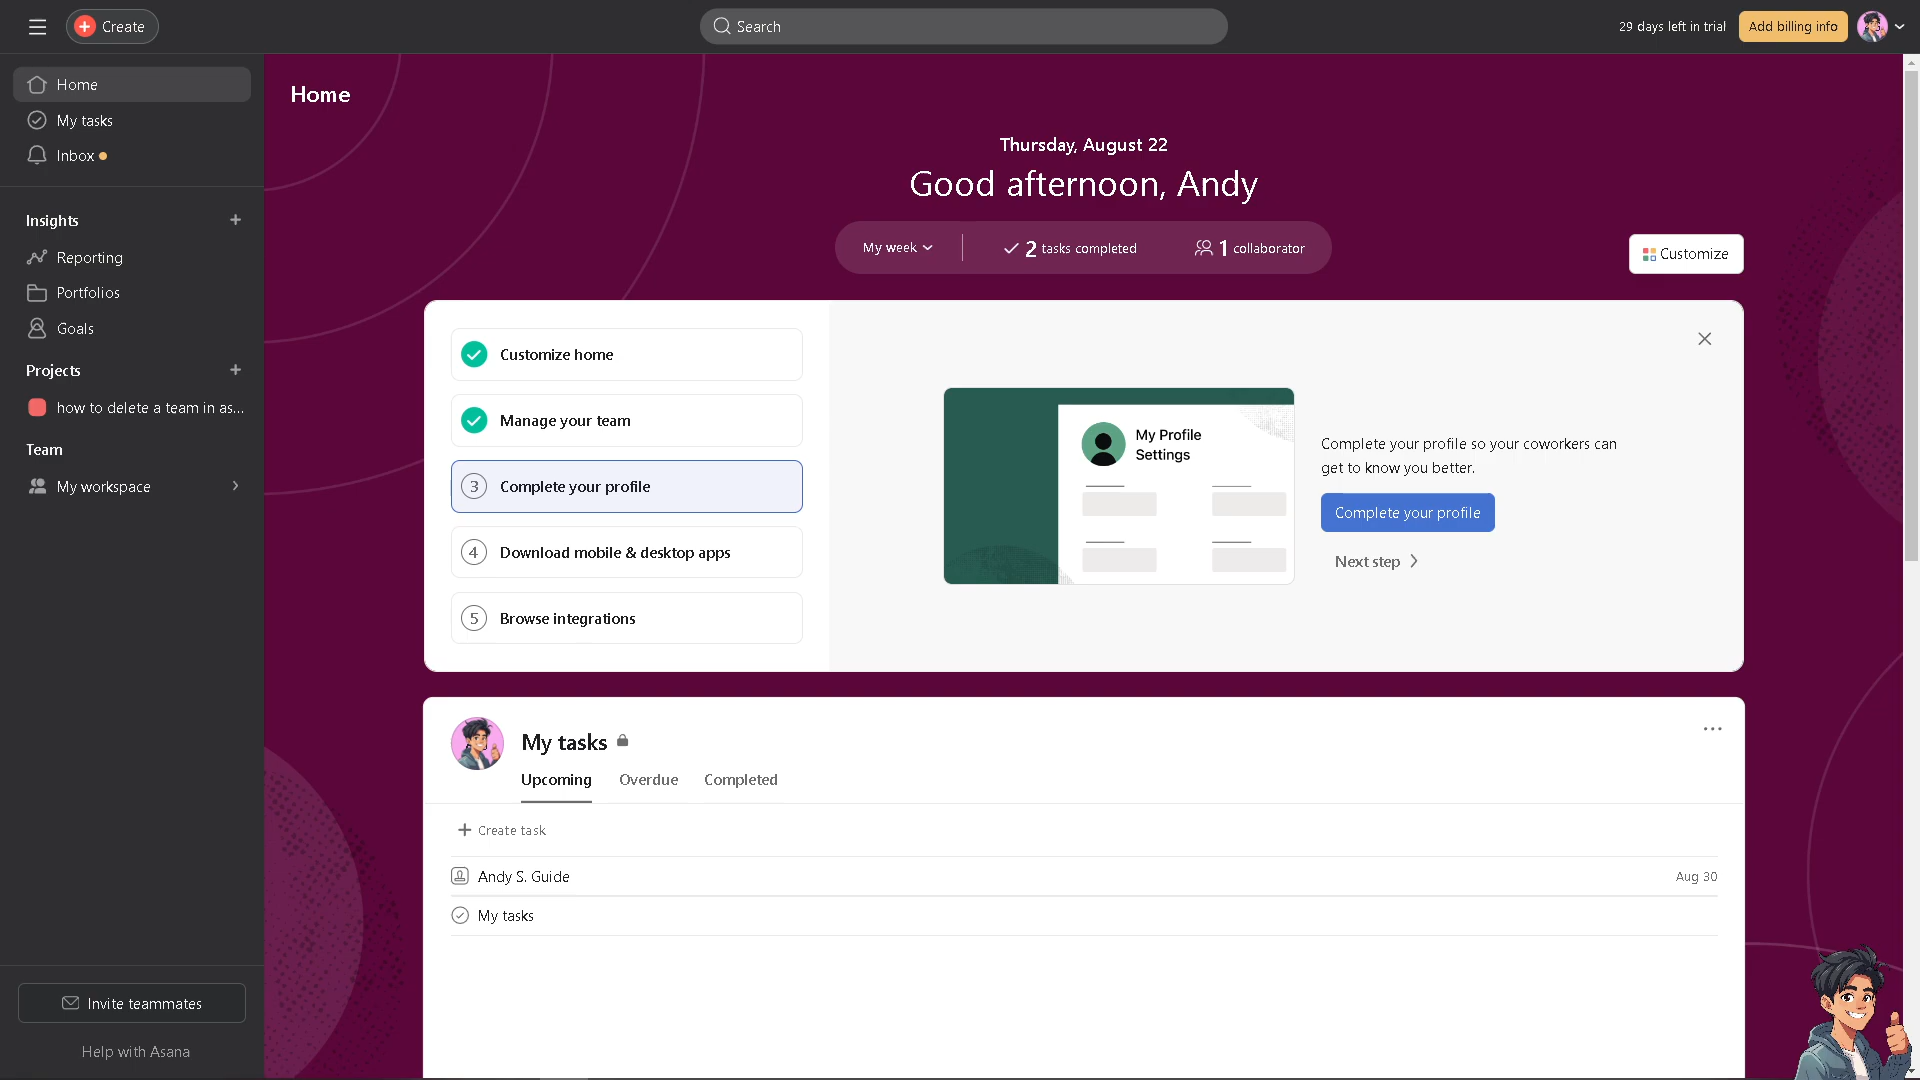 Create
Search
29 days left in trial
Add billing info
Home
My tasks
Inbox
Insights
Reporting
Portfolios
Goals
Projects
how to delete a team in as...
Team
My workspace
Invite teammates
Help with Asana
Home
Thursday, August 22
Good afternoon, Andy
My week
2 tasks completed
1 collaborator
Customize
Customize home
Manage your team
3 Complete your profile
4 Download mobile & desktop apps
5 Browse integrations
My Profile
Settings
Complete your profile so your coworkers can
get to know you better.
Complete your profile
Next step
My tasks
Upcoming
Overdue
Completed
Create task
Andy S. Guide
Aug 30
My tasks